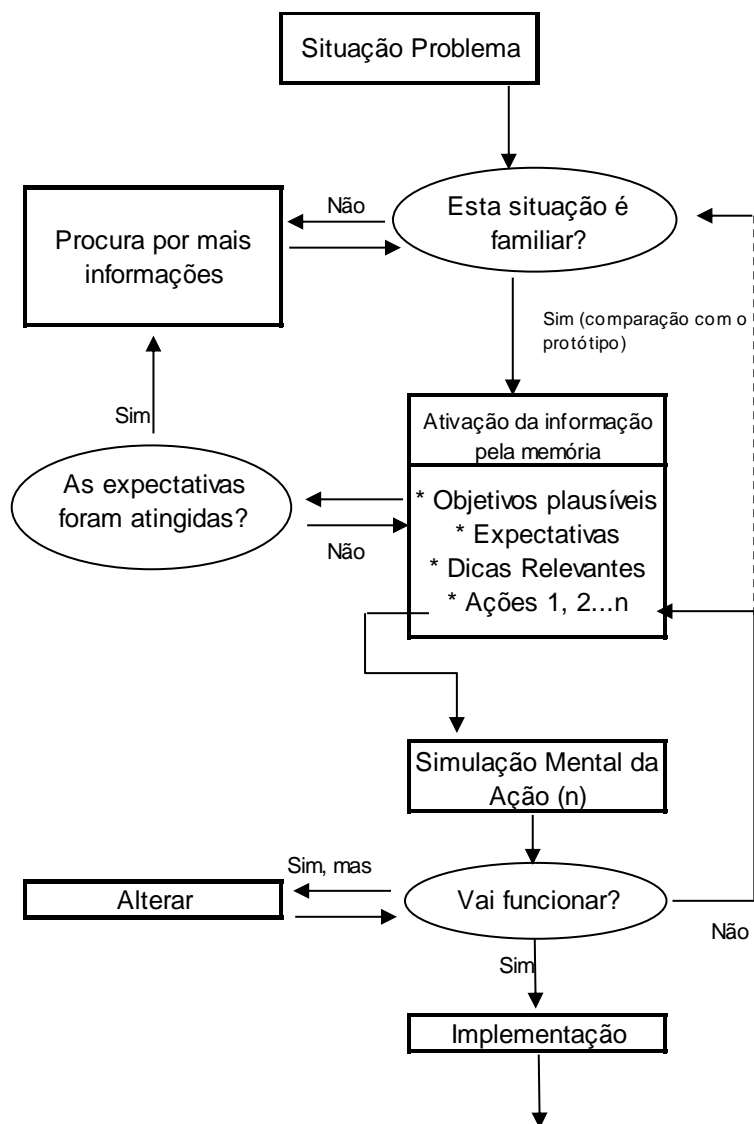 Situação Problema
Não
Esta situação é
familiar?
Procura por mais
informações
Sim (comparação com o
protótipo)
Sim
Ativação da informação
pela memória
As expectativas
foram atingidas?
Não
* Objetivos plausíveis
* Expectativas
* Dicas Relevantes
* Ações 1, 2...n
Simulação Mental da
Ação (n)
Sim, mas
Alterar
Vai funcionar?
Não
Sim
Implementação